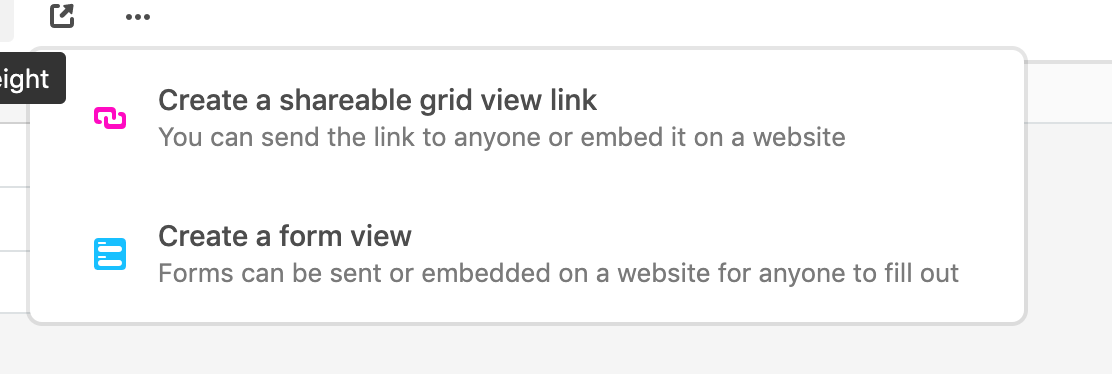 eight
Create a shareable grid view link
You can send the link to anyone or embed it on a website
Create a form view
Forms can be sent or embedded on a website for anyone to fill out